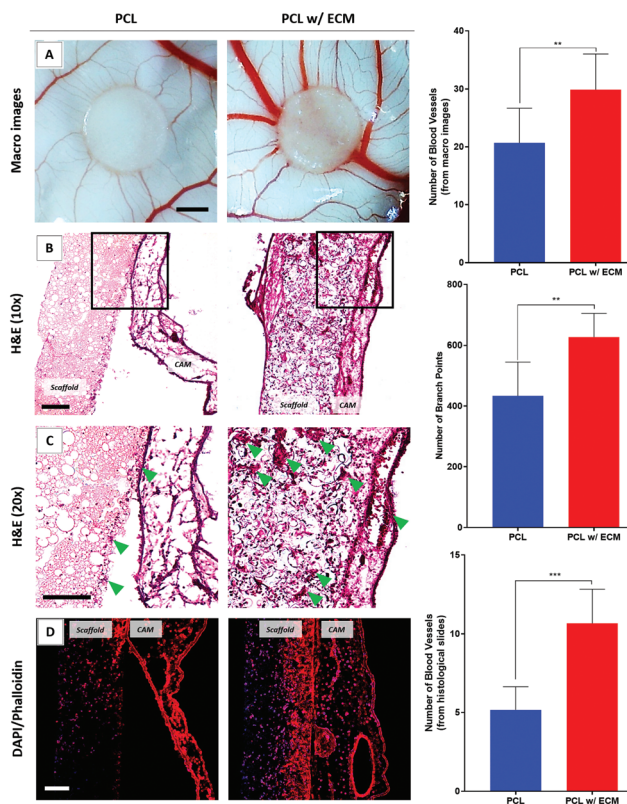 PCL
PCL w/ ECM
A
Macro images
B
H&E (10x)
Scaffold
CAM
Scaffold
CAM
C
H&E (20x)
D
DAPI/Phalloidin
Scaffold
CAM
Scaffold
CAM
Number of Blood Vessels
(from macro images)
40
30
20
10
0
**
PCL
PCL w/ ECM
Number of Branch Points
800
600
400
200
0
**
PCL
PCL w/ ECM
Number of Blood Vessels
(from histological slides)
15
10
5
0
***
PCL
PCL w/ ECM